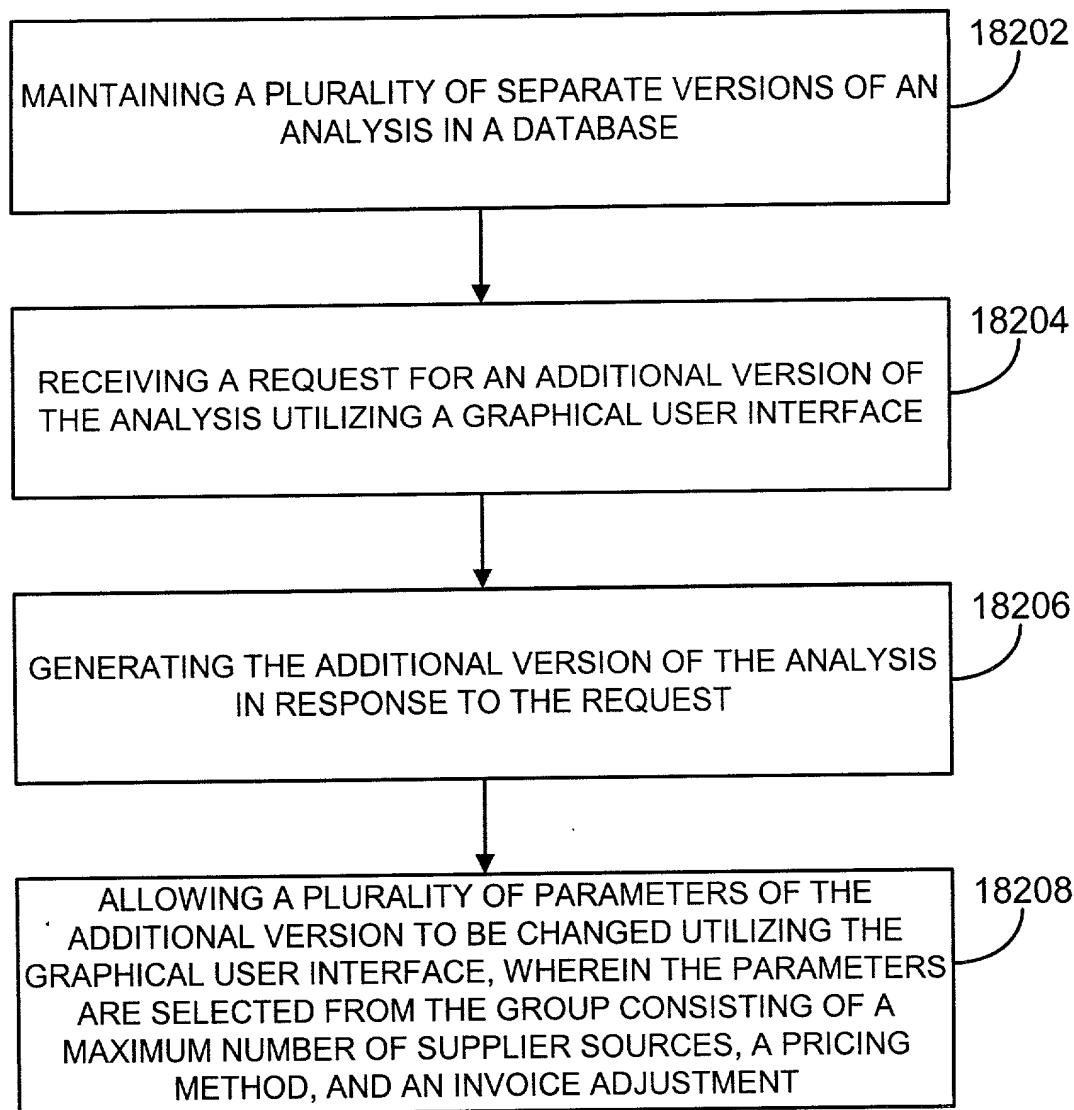 18202
MAINTAINING A PLURALITY OF SEPARATE VERSIONS OF AN
ANALYSIS IN A DATABASE
18204
RECEIVING A REQUEST FOR AN ADDITIONAL VERSION OF
THE ANALYSIS UTILIZING A GRAPHICAL USER INTERFACE
18206
GENERATING THE ADDITIONAL VERSION OF THE ANALYSIS
IN RESPONSE TO THE REQUEST
18208
ALLOWING A PLURALITY OF PARAMETERS OF THE
ADDITIONAL VERSION TO BE CHANGED UTILIZING THE
GRAPHICAL USER INTERFACE, WHEREIN THE PARAMETERS
ARE SELECTED FROM THE GROUP CONSISTING OF A
MAXIMUM NUMBER OF SUPPLIER SOURCES, A PRICING
METHOD, AND AN INVOICE ADJUSTMENT